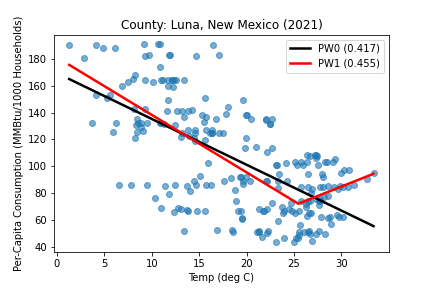 County: Luna, New Mexico (2021)
PW0 (0.417)
PW1 (0.455)
Per-Capita Consumption (MMBtu/1000 Households)
180
160
140
120
100
80
60
40
0 5 10 15 20 25 30
Temp (deg C)